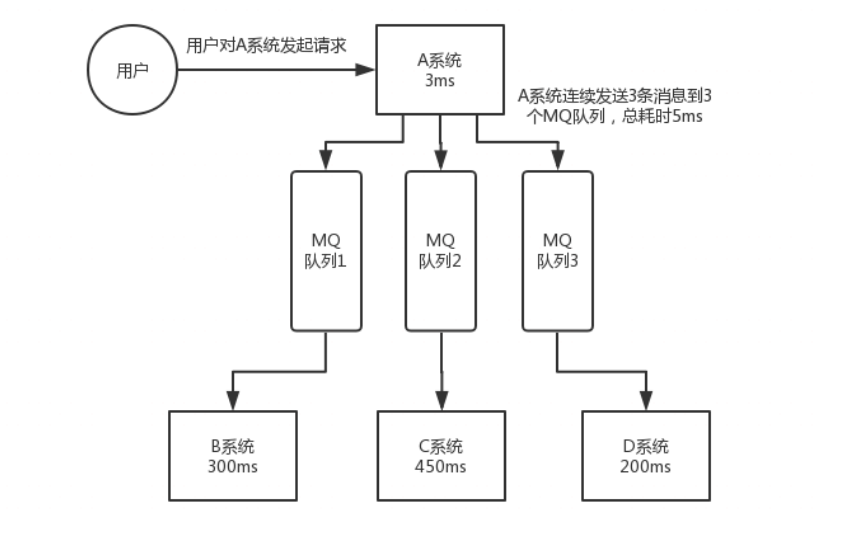 用户
用户对A系统发起请求
A系统
3ms
A系统连续发送3条消息到3
个MQ队列，总耗时5ms
MQ
队列1
MQ
队列2
MQ
队列3
B系统
300ms
C系统
450ms
D系统
200ms